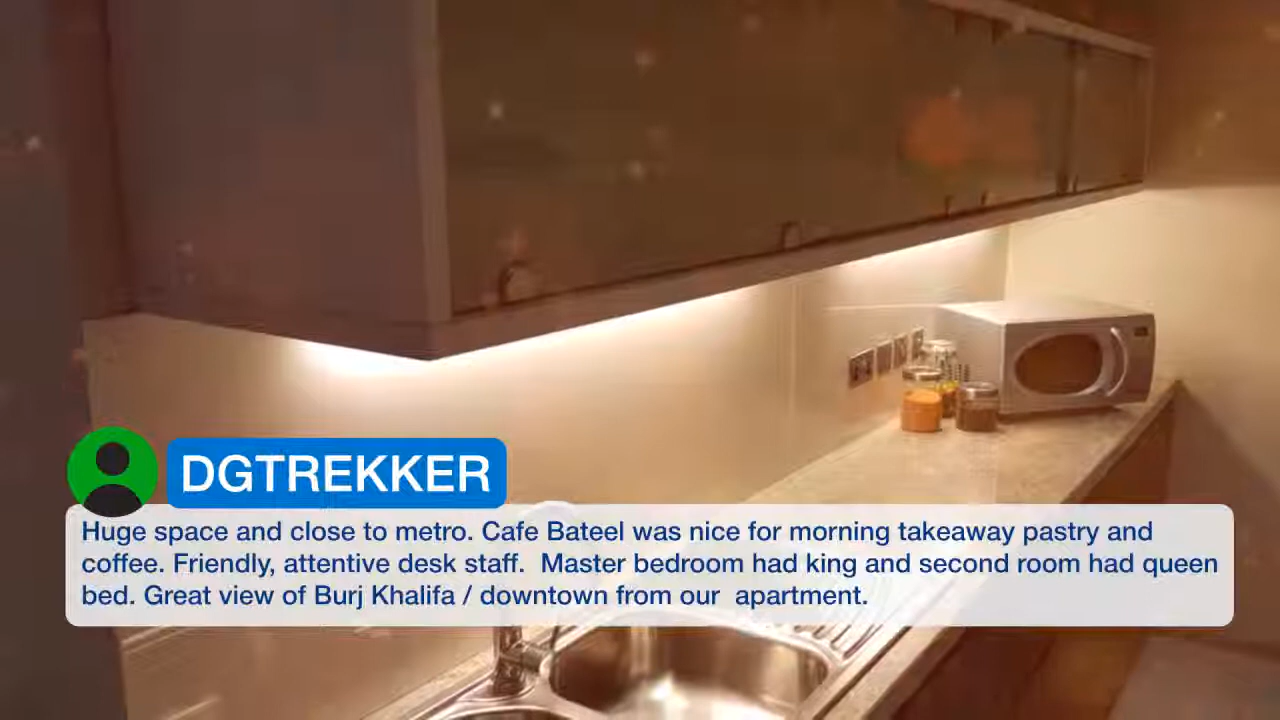 DGTREKKER
Huge space and close to metro. Cafe Bateel was nice for morning takeaway pastry and
coffee. Friendly, attentive desk staff.  Master bedroom had king and second room had queen
bed. Great view of Burj Khalifa / downtown from our  apartment.